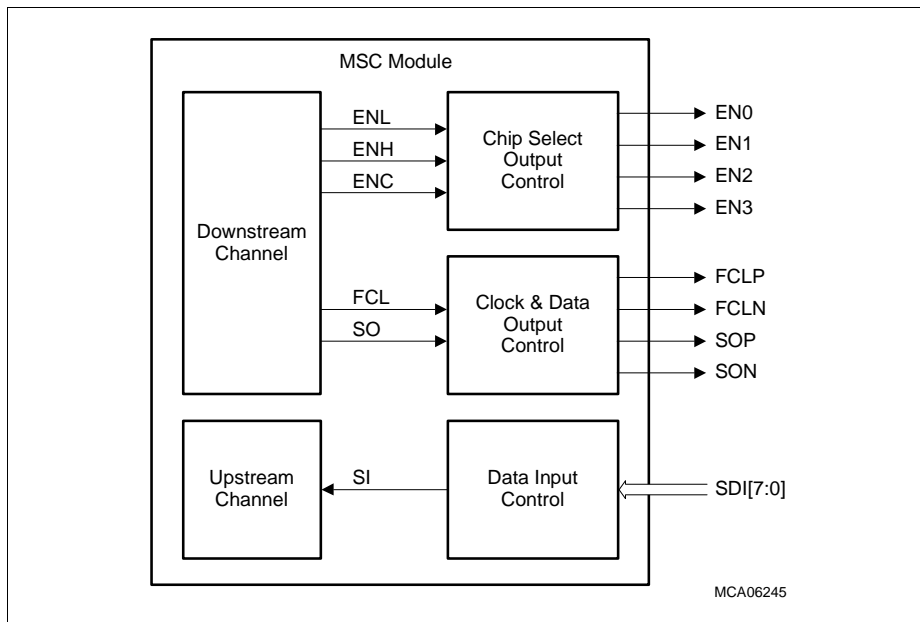 MSC Module
Downstream
Channel
ENL
ENH
ENC
FCL
SO
Chip Select
Output
Control
EN0
EN1
EN2
EN3
Clock & Data
Output
Control
FCLP
FCLN
SOP
SON
Upstream
Channel
SI
Data Input
Control
SDI[7:0]
MCA06245